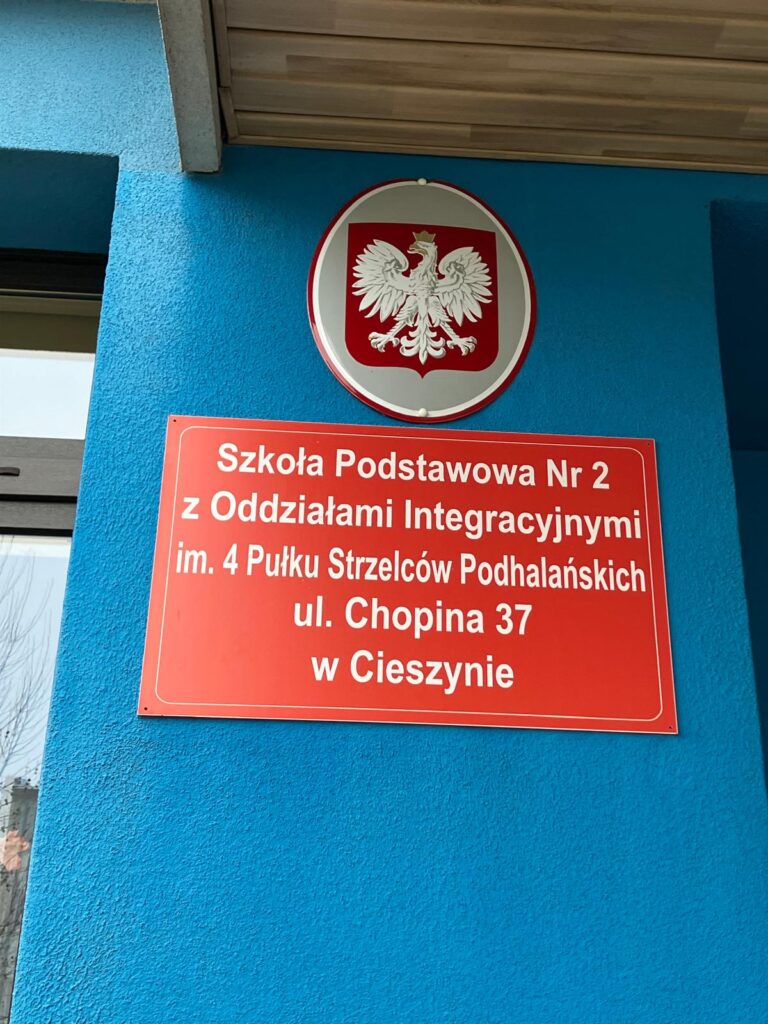 Szkoła Podstawowa Nr 2
z Oddziałami Integracyjnymi
im. 4 Pułku Strzelców Podhalańskich
ul. Chopina 37
w Cieszynie